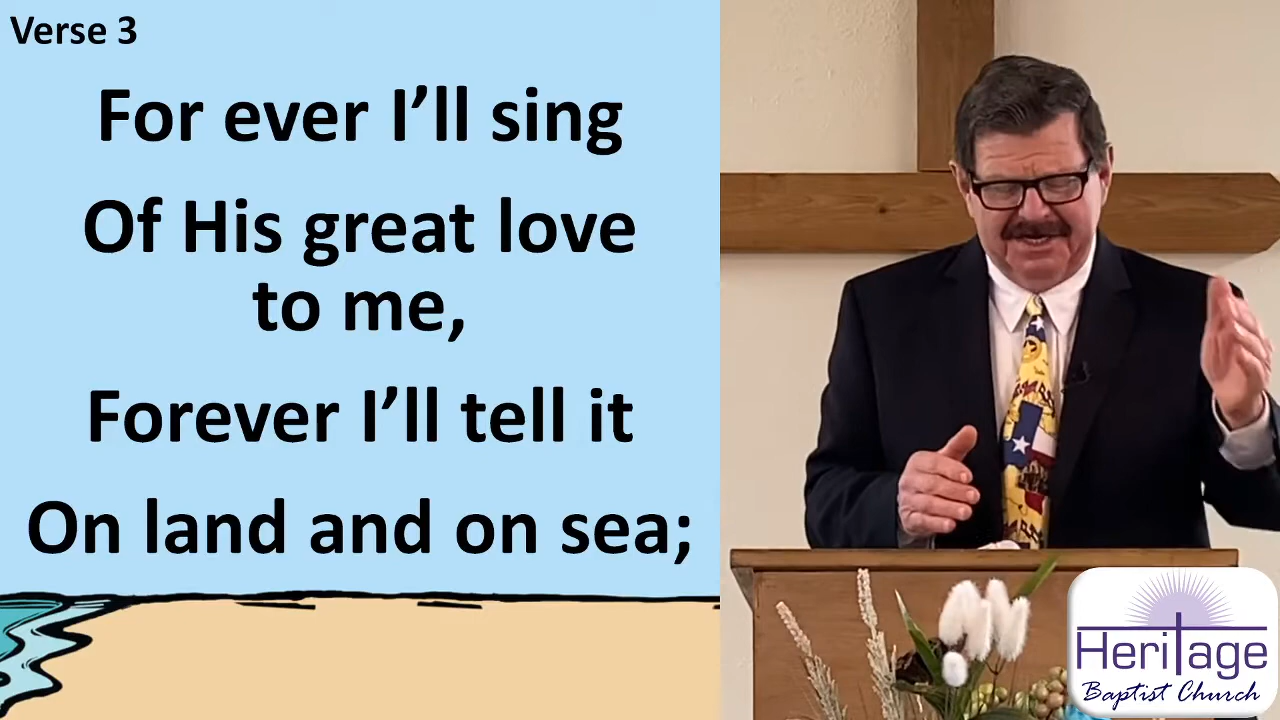 Verse 3
For ever I’ll sing
Of His great love
to me,
Forever I’ll tell it
On land and on sea;
Heritage
Baptist Church